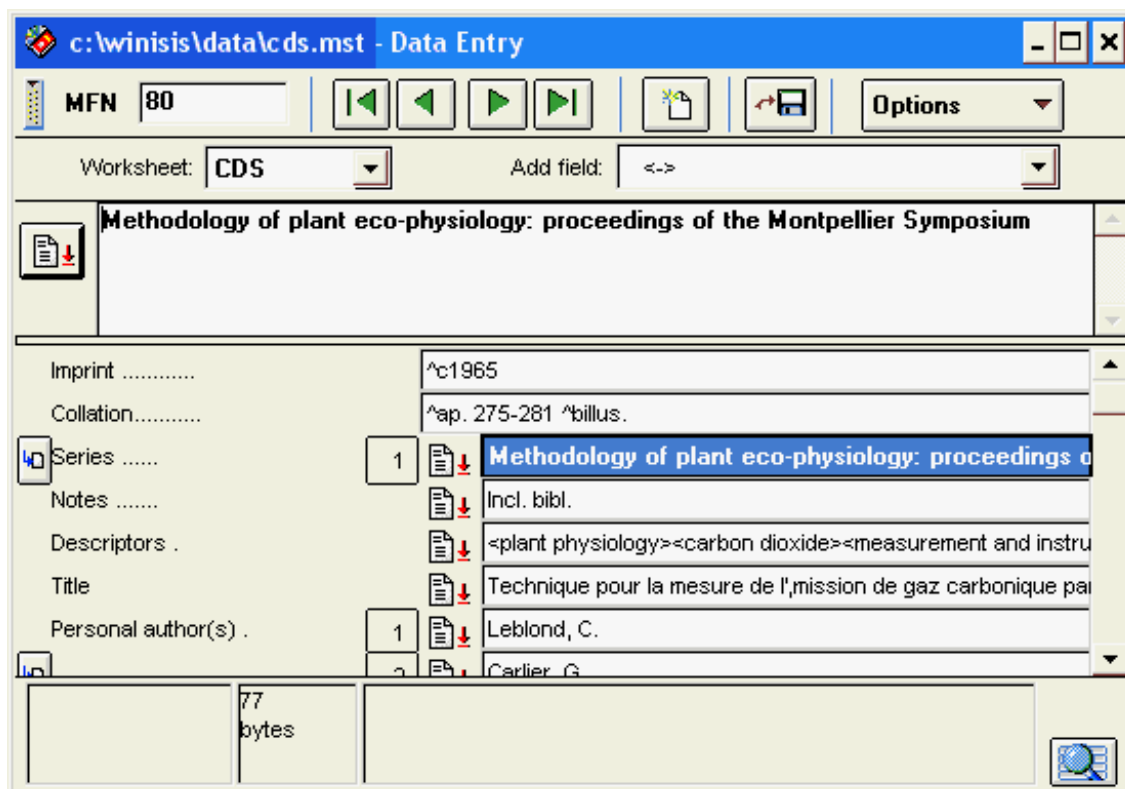 c:\winisis\data\cds.mst - Data Entry
MFN 80 Options
Worksheet: CDS Add field: <->
Methodology of plant eco-physiology: proceedings of the Montpellier Symposium
Imprint ............ ^c1965
Collation........... ^ap. 275-281 ^billus.
Series ...... 1 Methodology of plant eco-physiology: proceedings o
Notes ....... Incl. bibl.
Descriptors . <plant physiology><carbon dioxide><measurement and instru
Title Technique pour la mesure de l',mission de gaz carbonique par
Personal author(s) . 1 Leblond, C.
2 Carlier, G.
77
bytes